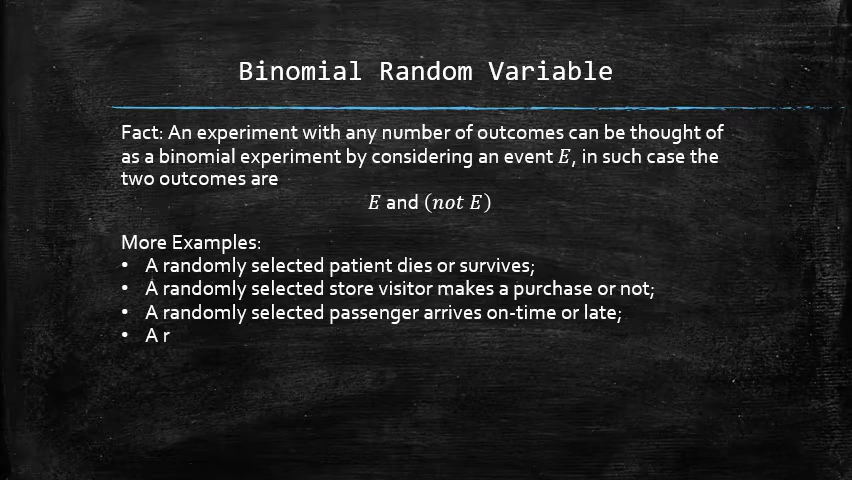 Binomial Random Variable
Fact: An experiment with any number of outcomes can be thought of
as a binomial experiment by considering an event E, in such case the
two outcomes are
E and (not E)
More Examples:
• A randomly selected patient dies or survives;
• A randomly selected store visitor makes a purchase or not;
• A randomly selected passenger arrives on-time or late;
• A r